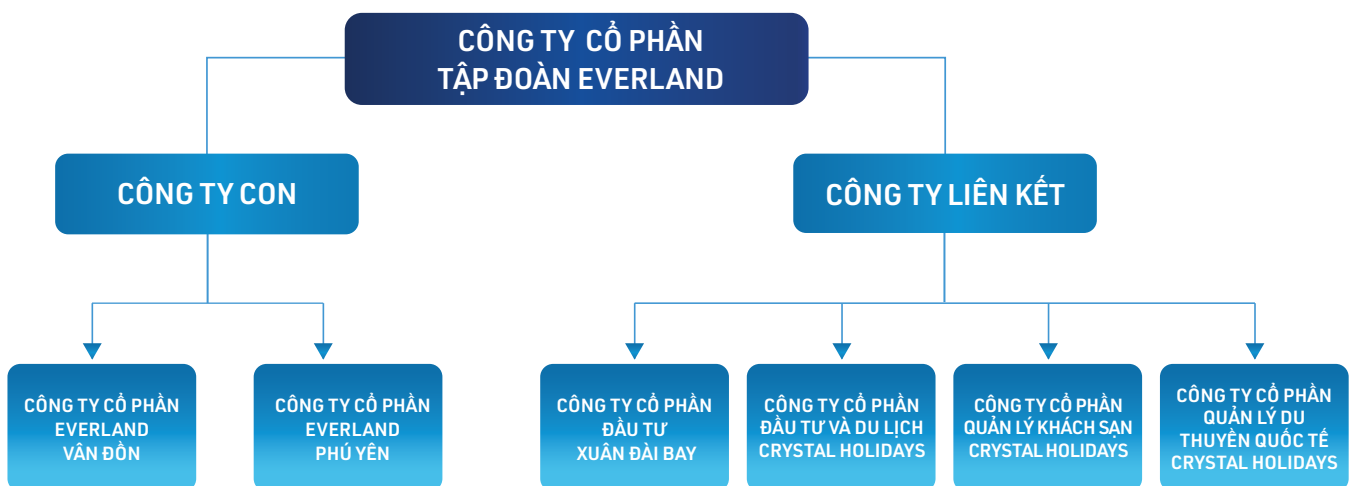 CÔNG TY CỔ PHẦN
TẬP ĐOÀN EVERLAND
CÔNG TY CON
CÔNG TY LIÊN KẾT
CÔNG TY CỔ PHẦN
EVERLAND
VÂN ĐỒN
CÔNG TY CỔ PHẦN
EVERLAND
PHÚ YÊN
CÔNG TY CỔ PHẦN
ĐẦU TƯ
XUÂN ĐÀI BAY
CÔNG TY CỔ PHẦN
ĐẦU TƯ VÀ DU LỊCH
CRYSTAL HOLIDAYS
CÔNG TY CỔ PHẦN
QUẢN LÝ KHÁCH SẠN
CRYSTAL HOLIDAYS
CÔNG TY CỔ PHẦN
QUẢN LÝ DU
THUYỀN QUỐC TẾ
CRYSTAL HOLIDAYS